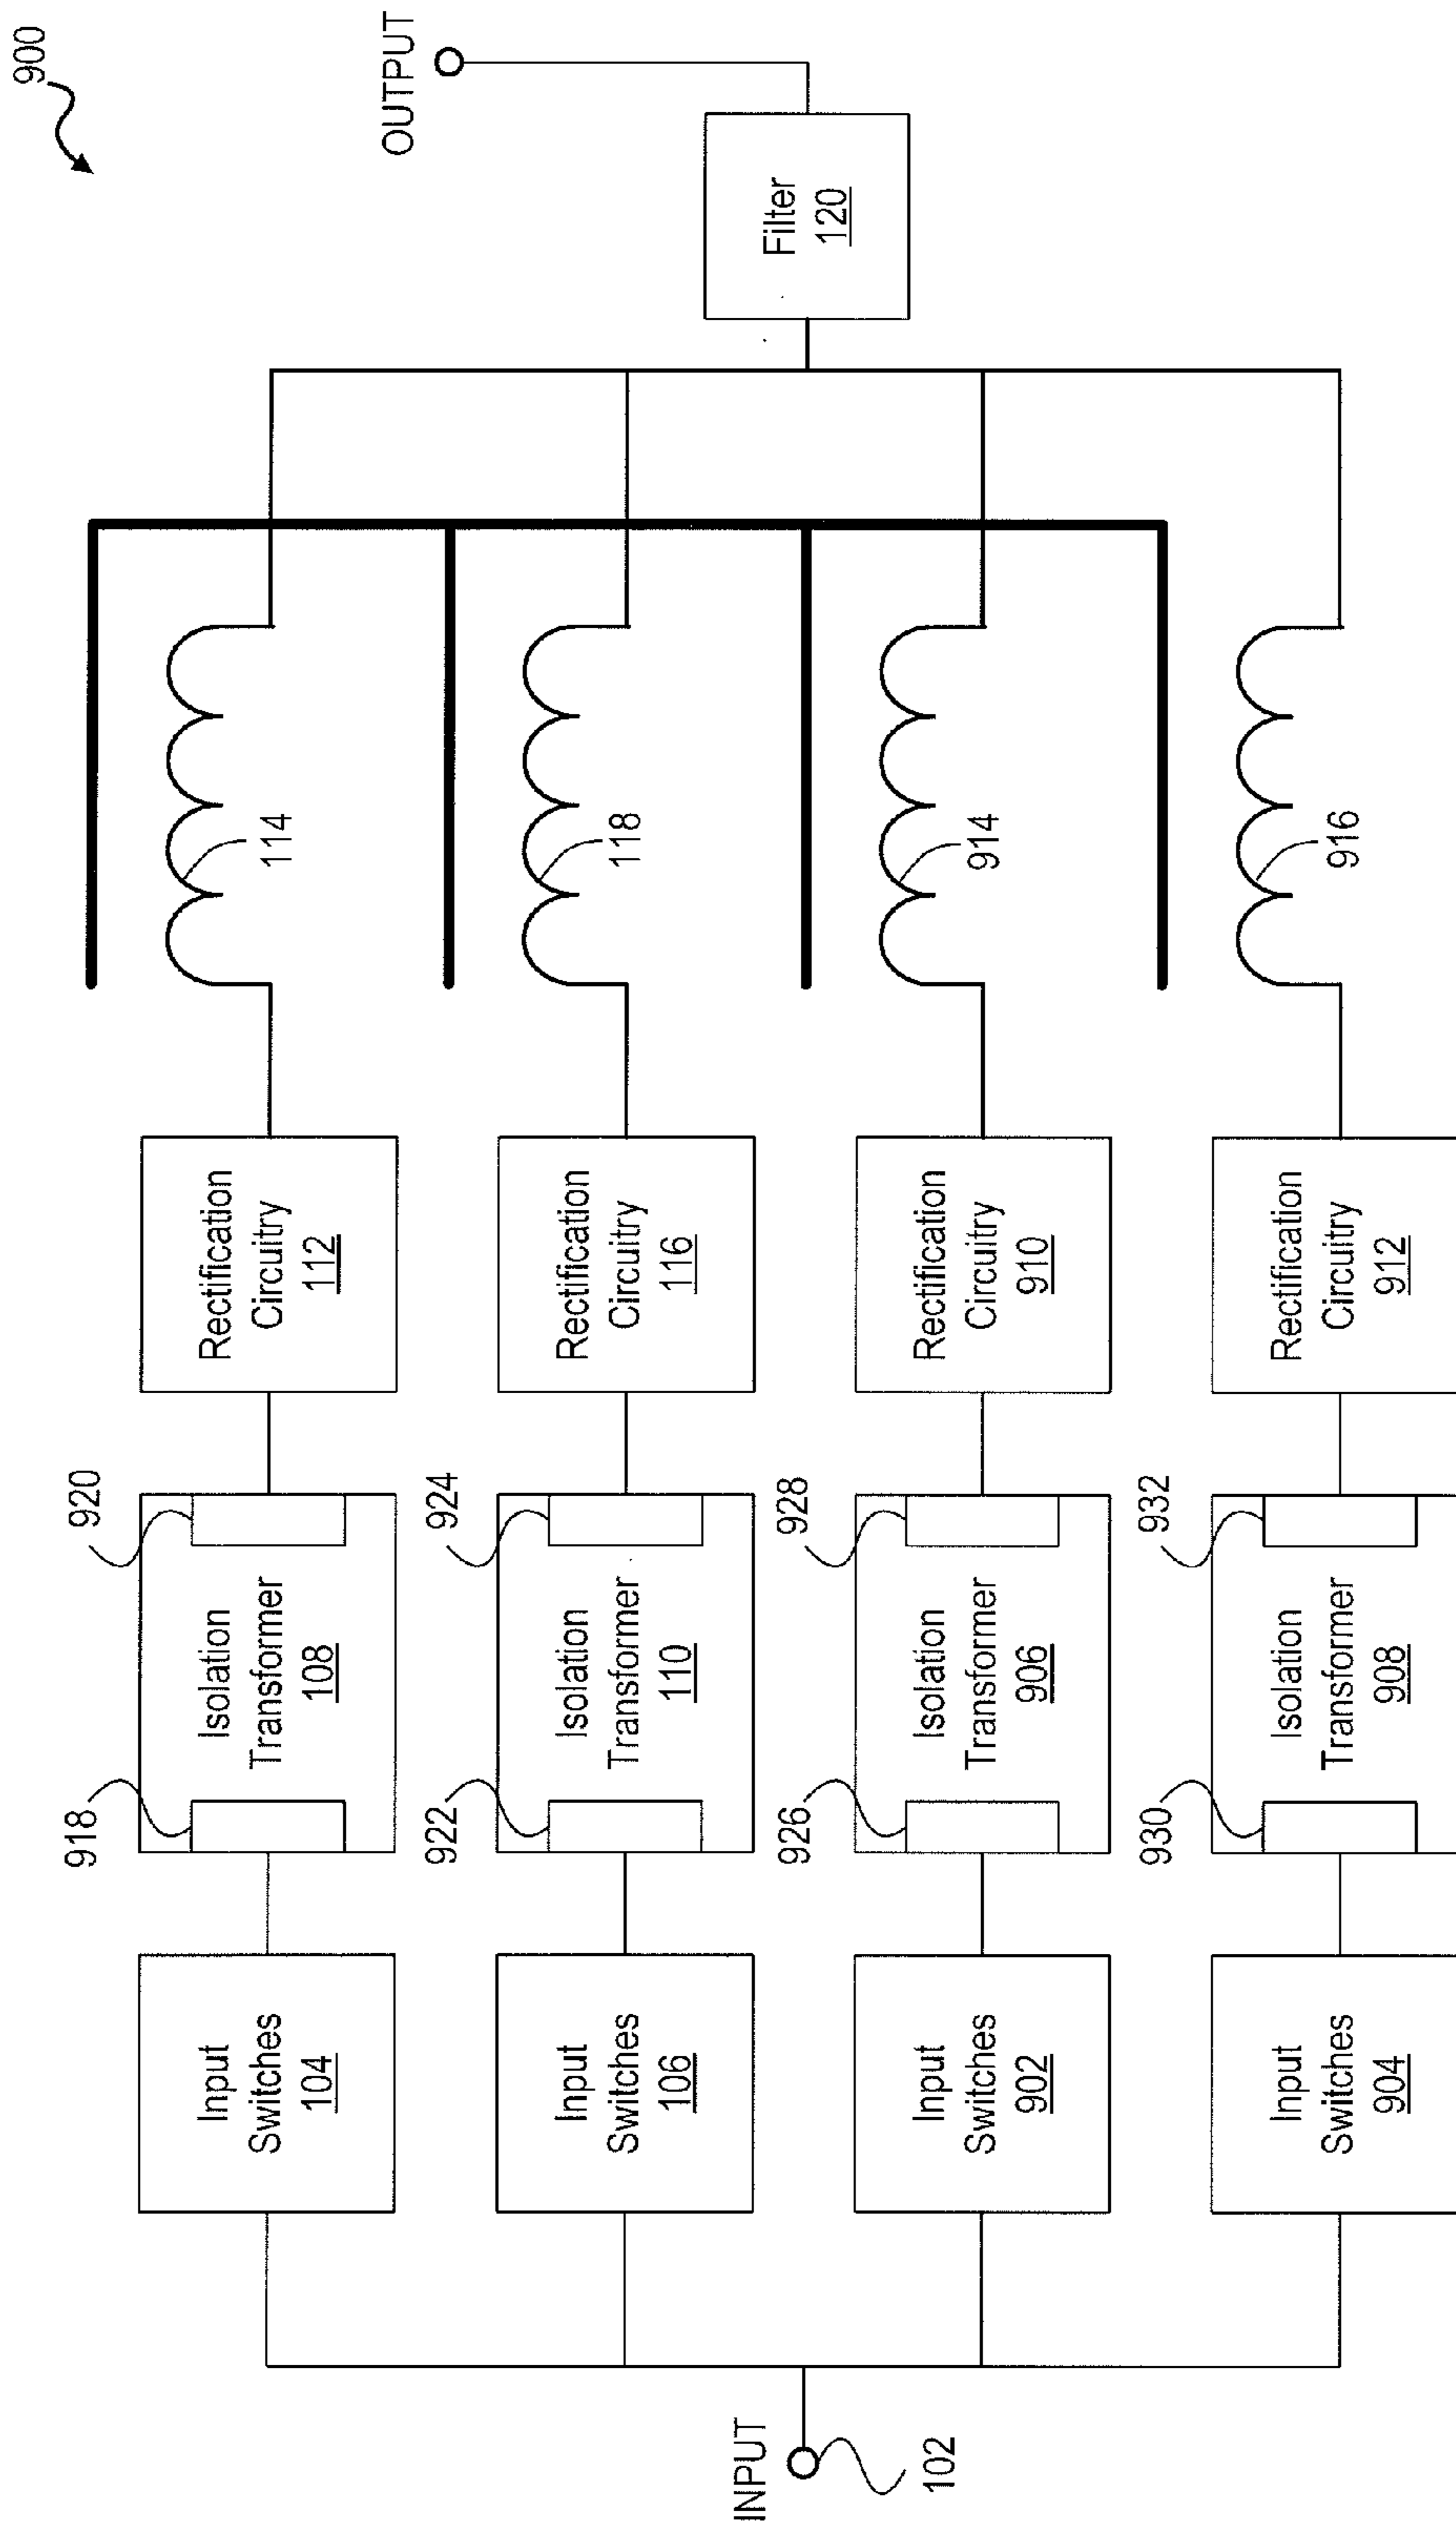 900
INPUT
102
Input
Switches
104
918
Isolation
Transformer
108
920
Rectification
Circuitry
112
114
Input
Switches
106
922
Isolation
Transformer
110
924
Rectification
Circuitry
116
118
Input
Switches
902
926
Isolation
Transformer
906
928
Rectification
Circuitry
910
914
Input
Switches
904
930
Isolation
Transformer
908
932
Rectification
Circuitry
912
916
Filter
120
OUTPUT